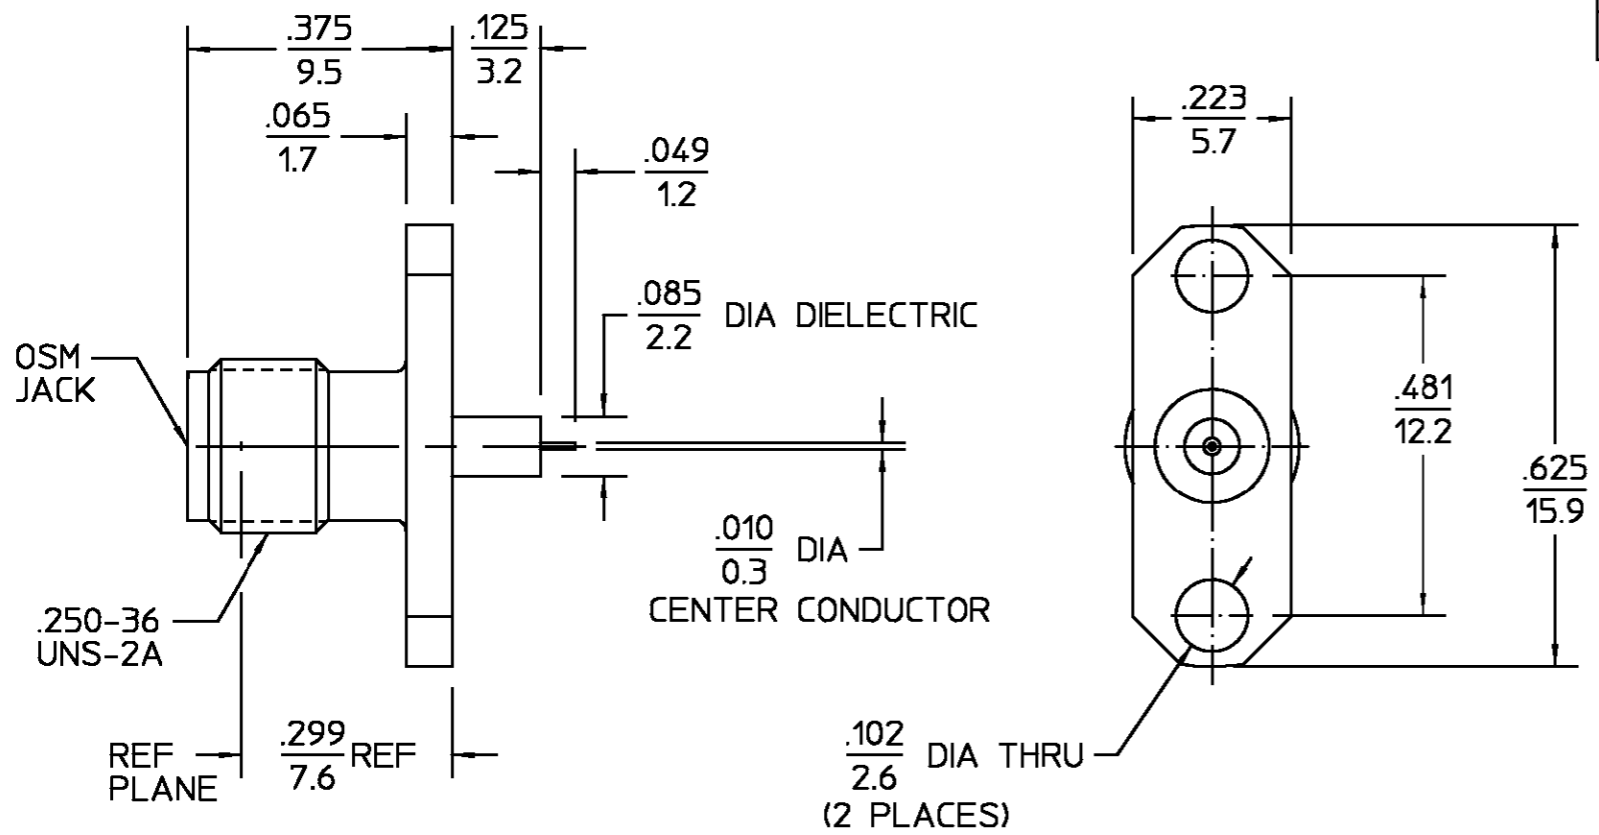 .375
9.5
.125
3.2
.065
1.7
.049
1.2
.223
5.7
.085
2.2
DIA DIELECTRIC
OSM
JACK
.481
12.2
.625
15.9
.010
0.3
DIA
CENTER CONDUCTOR
.250-36
UNS-2A
REF
PLANE
.299
7.6
REF
.102
2.6
DIA THRU
(2 PLACES)